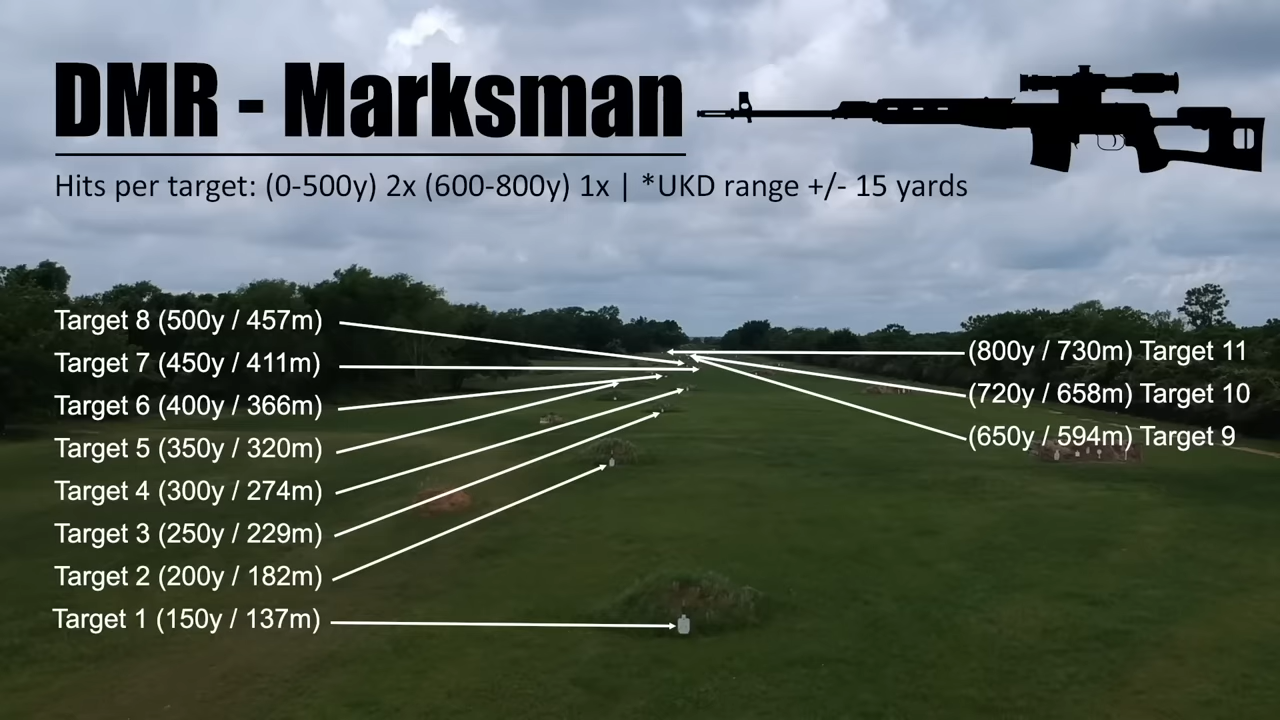 DMR - Marksman
Hits per target: (0-500y) 2x (600-800y) 1x | *UKD range +/- 15 yards
Target 8 (500y / 457m)
Target 7 (450y / 411m)
Target 6 (400y / 366m)
Target 5 (350y / 320m)
Target 4 (300y / 274m)
Target 3 (250y / 229m)
Target 2 (200y / 182m)
Target 1 (150y / 137m)
(800y / 730m) Target 11
(720y / 658m) Target 10
(650y / 594m) Target 9